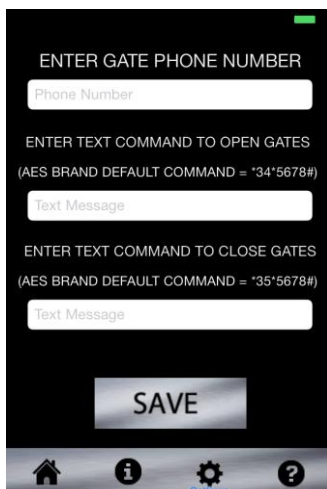 ENTER GATE PHONE NUMBER
Phone Number
ENTER TEXT COMMAND TO OPEN GATES
(AES BRAND DEFAULT COMMAND = *34*5678#)
Text Message
ENTER TEXT COMMAND TO CLOSE GATES
(AES BRAND DEFAULT COMMAND = *35*5678#)
Text Message
SAVE